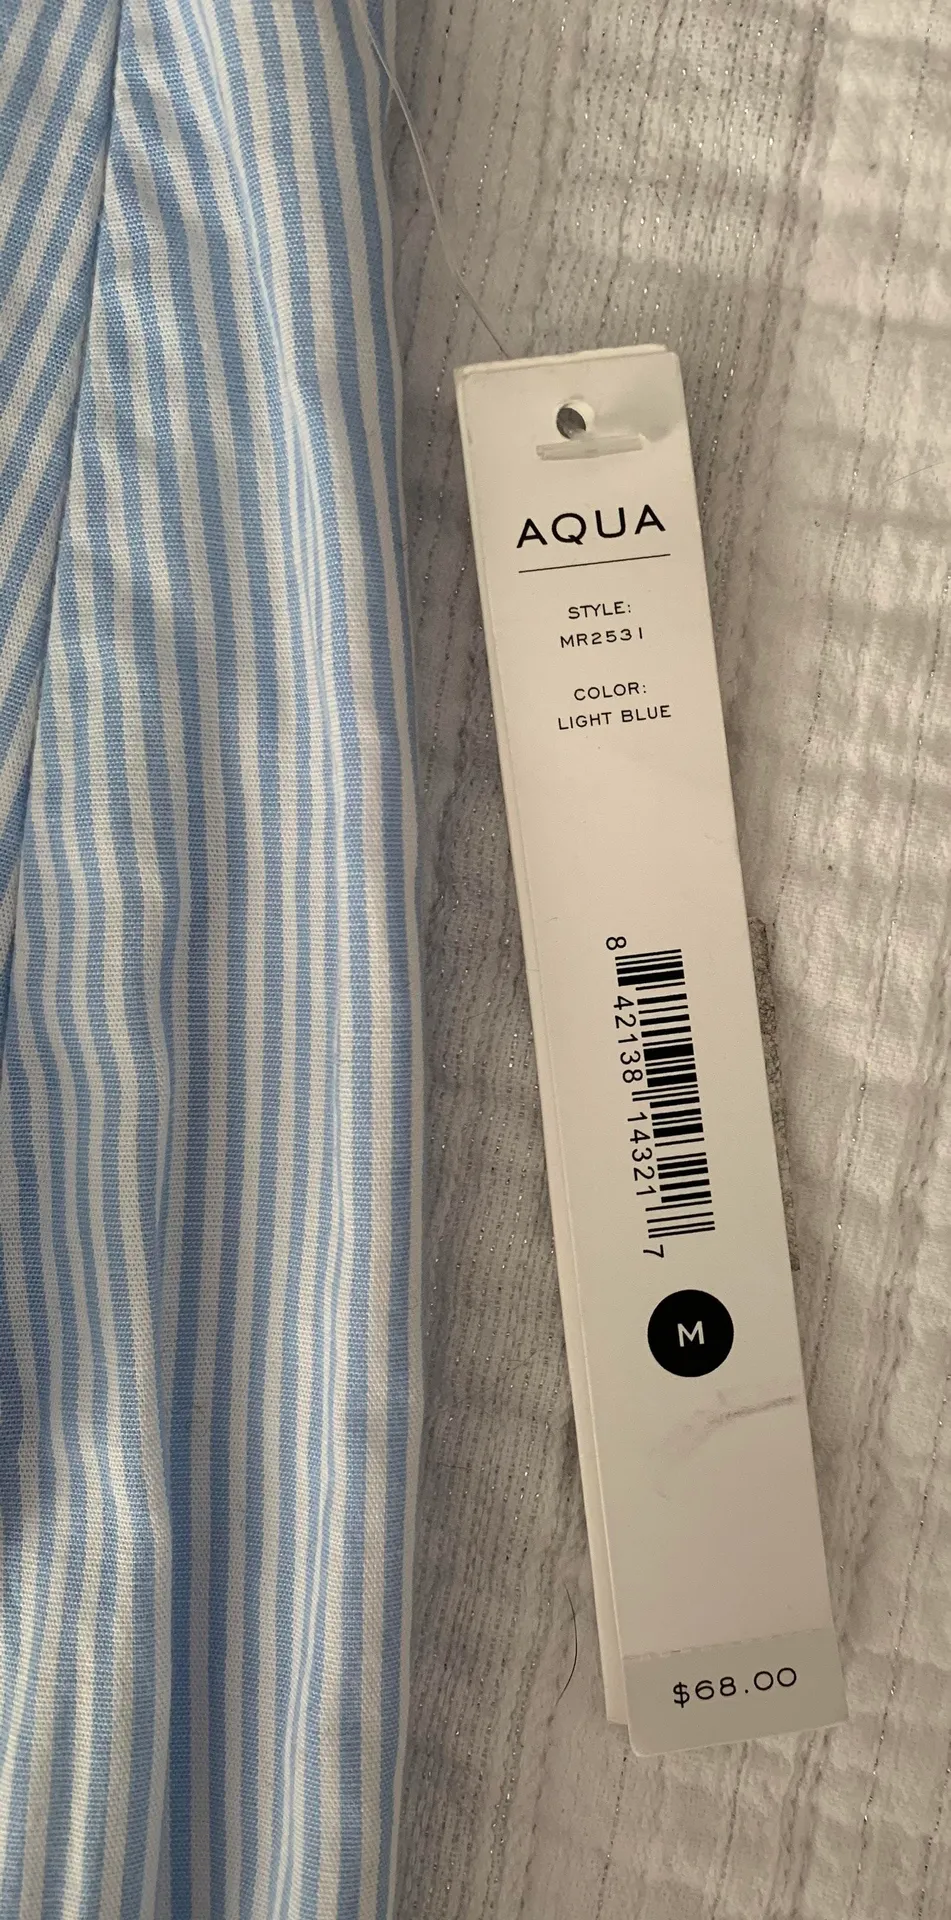 AQUA
STYLE:
MR2531
COLOR:
LIGHT BLUE
8 42138 14321 7
M
$68.00